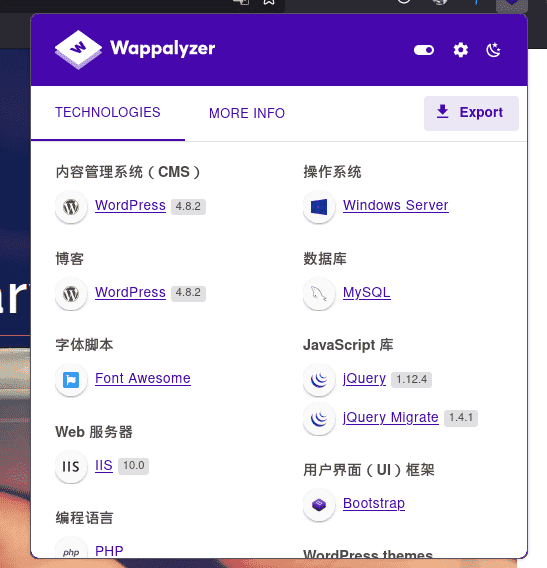 Wappalyzer
TECHNOLOGIES
MORE INFO
Export
内容管理系统（CMS）
WordPress 4.8.2
博客
WordPress 4.8.2
字体脚本
Font Awesome
Web 服务器
IIS
IIS 10.0
编程语言
php
PHP
操作系统
Windows Server
数据库
MySQL
JavaScript 库
jQuery 1.12.4
jQuery Migrate 1.4.1
用户界面（UI）框架
Bootstrap
WordPress themes